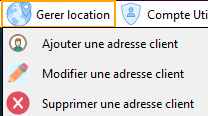 Gerer location Compte Uti
Ajouter une adresse client
Modifier une adresse client
Supprimer une adresse client